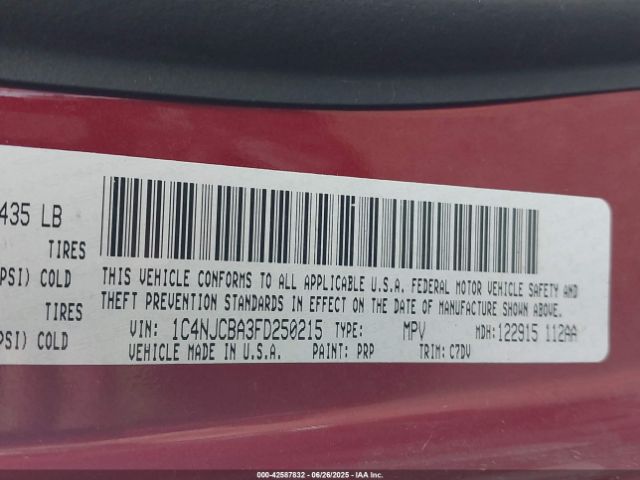 435 LB
TIRES
PSI) COLD
TIRES
PSI) COLD
THIS VEHICLE CONFORMS TO ALL APPLICABLE U.S.A. FEDERAL MOTOR VEHICLE SAFETY AND
THEFT PREVENTION STANDARDS IN EFFECT ON THE DATE OF MANUFACTURE SHOWN ABOVE.
VIN: 1C4NJCBA3FD250215 TYPE: MPV MDH:122915 112AA
VEHICLE MADE IN U.S.A. PAINT: PRP TRIM: C7DV
000-42587832 - 06/26/2025 - IAA Inc.